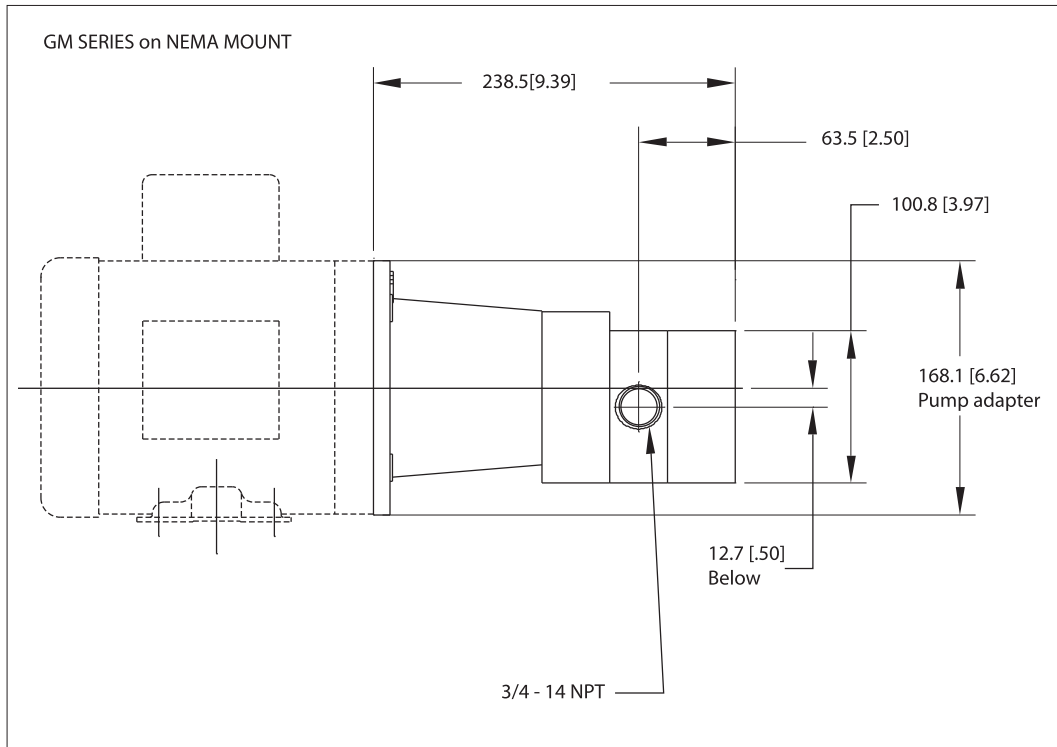 GM SERIES on NEMA MOUNT
238.5[9.39]
63.5 [2.50]
100.8 [3.97]
168.1 [6.62]
Pump adapter
12.7 [.50]
Below
3/4 - 14 NPT